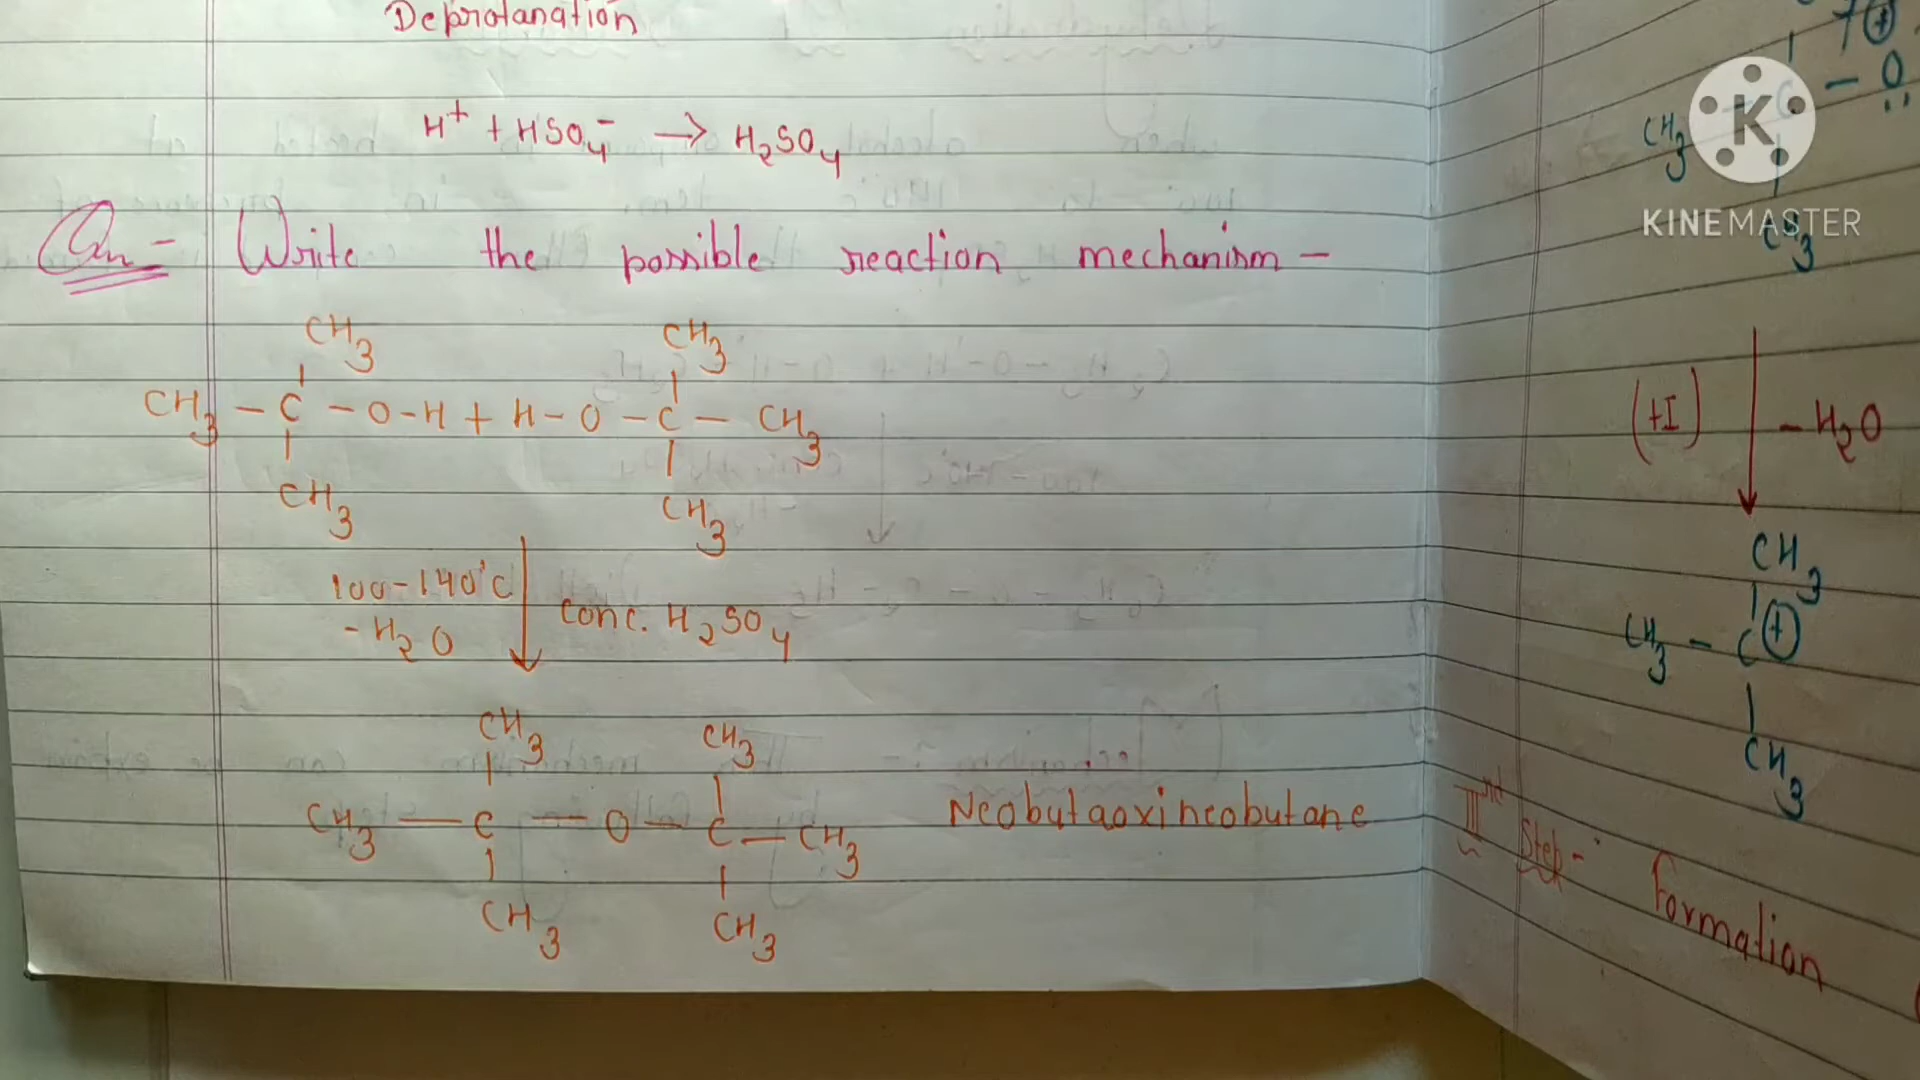 Deprotanation
H+ + HSO4- → H2SO4
Qn- Write the possible reaction mechanism -
CH3 CH3
CH3 - C - O-H + H-O - C - CH3
CH3 CH3
100-140°C
-H2O
conc. H2SO4
CH3 CH3
CH3 — C — O — C — CH3
CH3 CH3
Neobutaoxineobutane
- O
CH3
CH3
KINEMASTER
(+I) - H2O
CH3
CH3 - C +
CH3
IIIrd Step - Formation